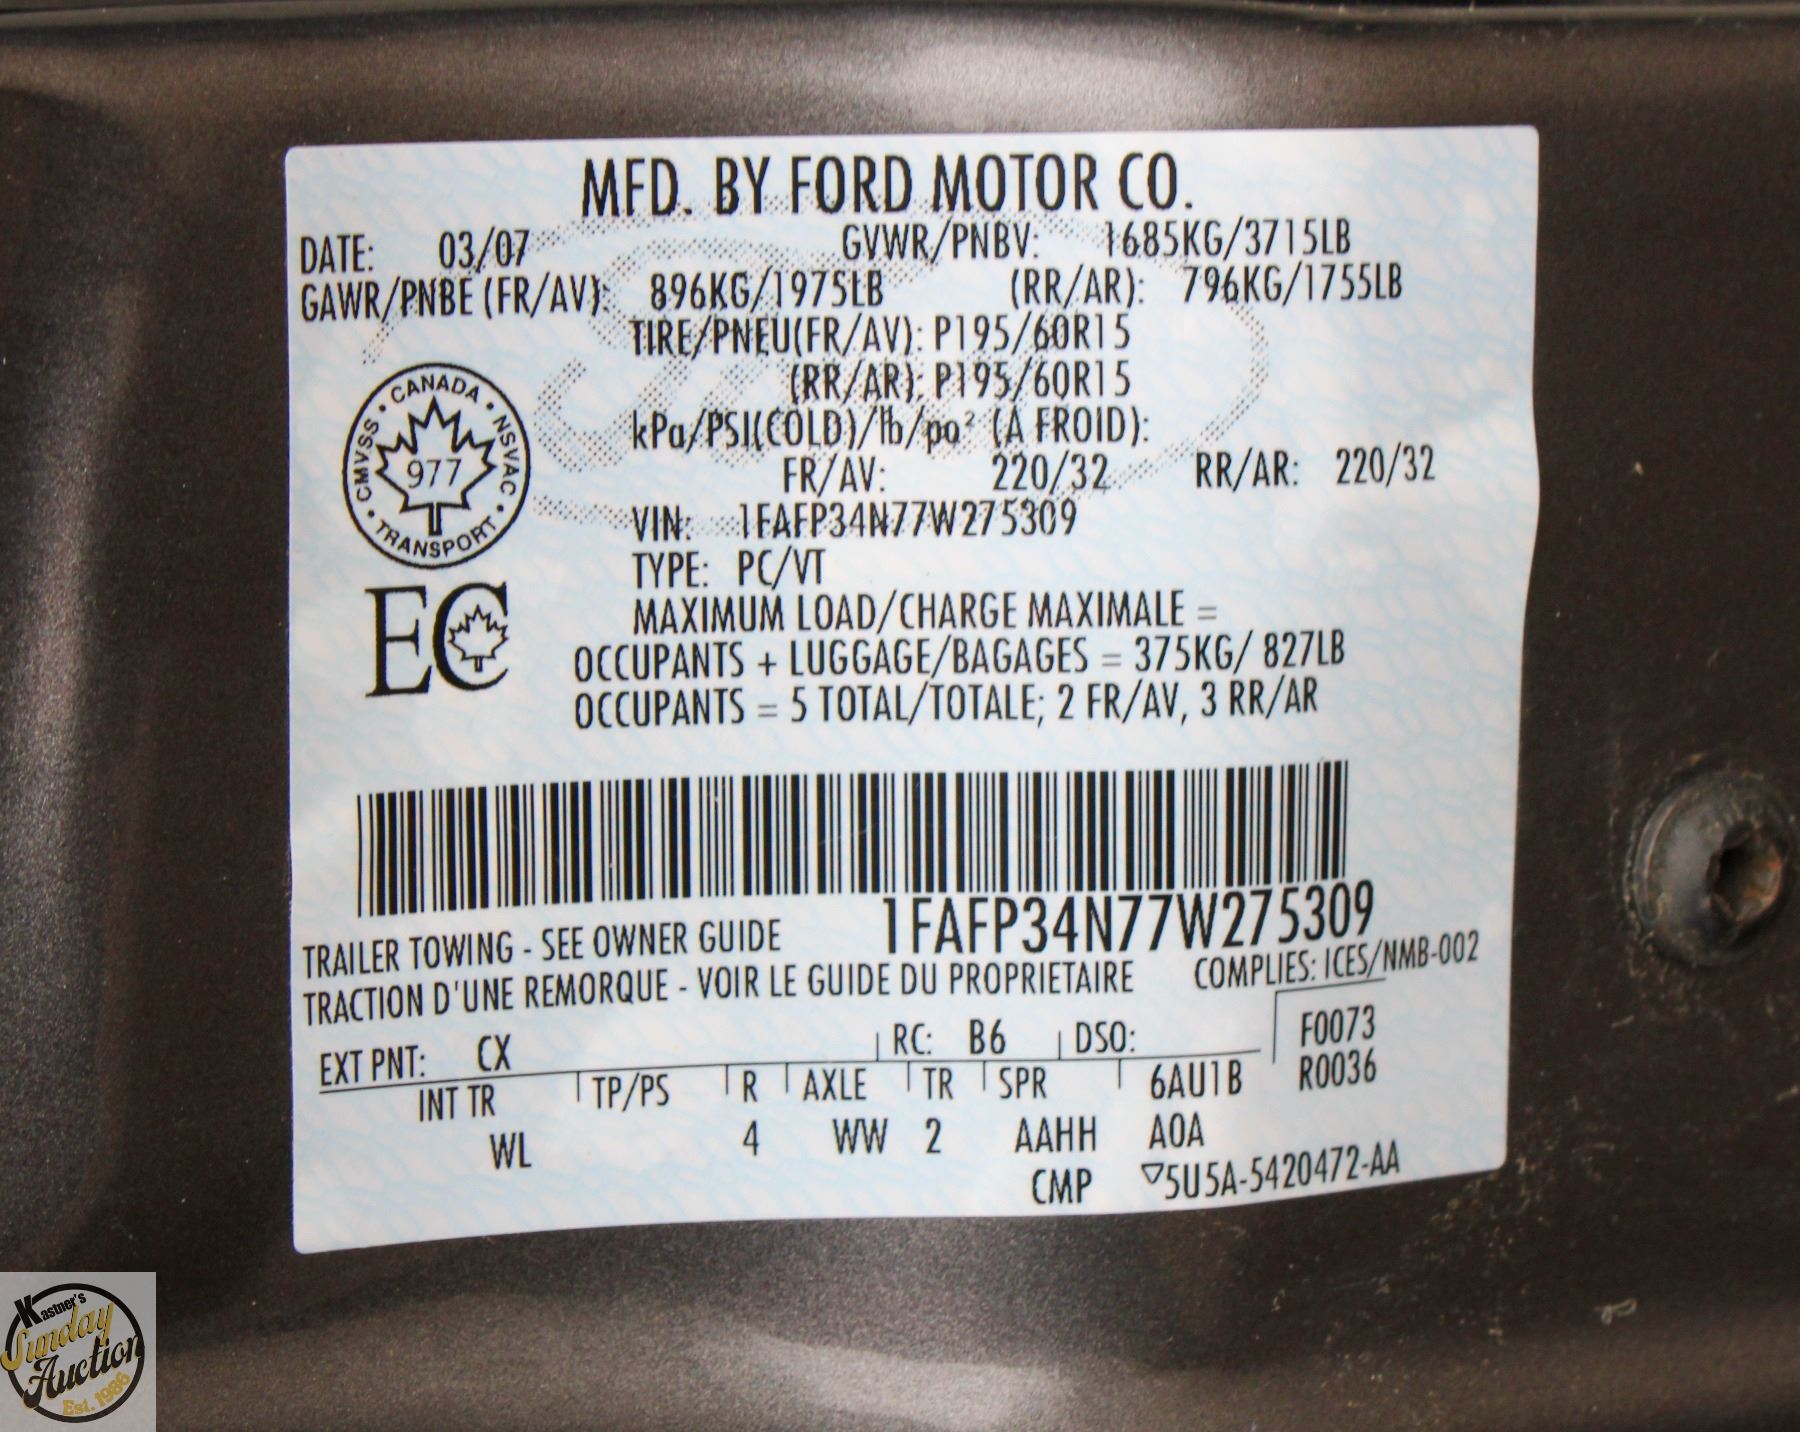 MFD. BY FORD MOTOR CO.
DATE: 03/07 GVWR/PNBV: 1685KG/3715LB
GAWR/PNBE (FR/AV): 896KG/1975LB (RR/AR): 796KG/1755LB
TIRE/PNEU(FR/AV): P195/60R15
(RR/AR): P195/60R15
kPa/PSI(COLD)/lb/po² (A FROID):
FR/AV: 220/32 RR/AR: 220/32
VIN: 1FAFP34N77W275309
TYPE: PC/VT
MAXIMUM LOAD/CHARGE MAXIMALE =
OCCUPANTS + LUGGAGE/BAGAGES = 375KG/ 827LB
OCCUPANTS = 5 TOTAL/TOTALE; 2 FR/AV, 3 RR/AR
CANADA • NSVAC • TRANSPORT • CMVSS •
977
EC
1FAFP34N77W275309
TRAILER TOWING - SEE OWNER GUIDE
TRACTION D'UNE REMORQUE - VOIR LE GUIDE DU PROPRIETAIRE
COMPLIES: ICES/NMB-002
EXT PNT: CX RC: B6 DSO: F0073
INT TR TP/PS R AXLE TR SPR 6AU1B R0036
WL 4 WW 2 AAHH A0A
CMP ▽5U5A-5420472-AA
Kastner's
Sunday
Auction
Est. 1986